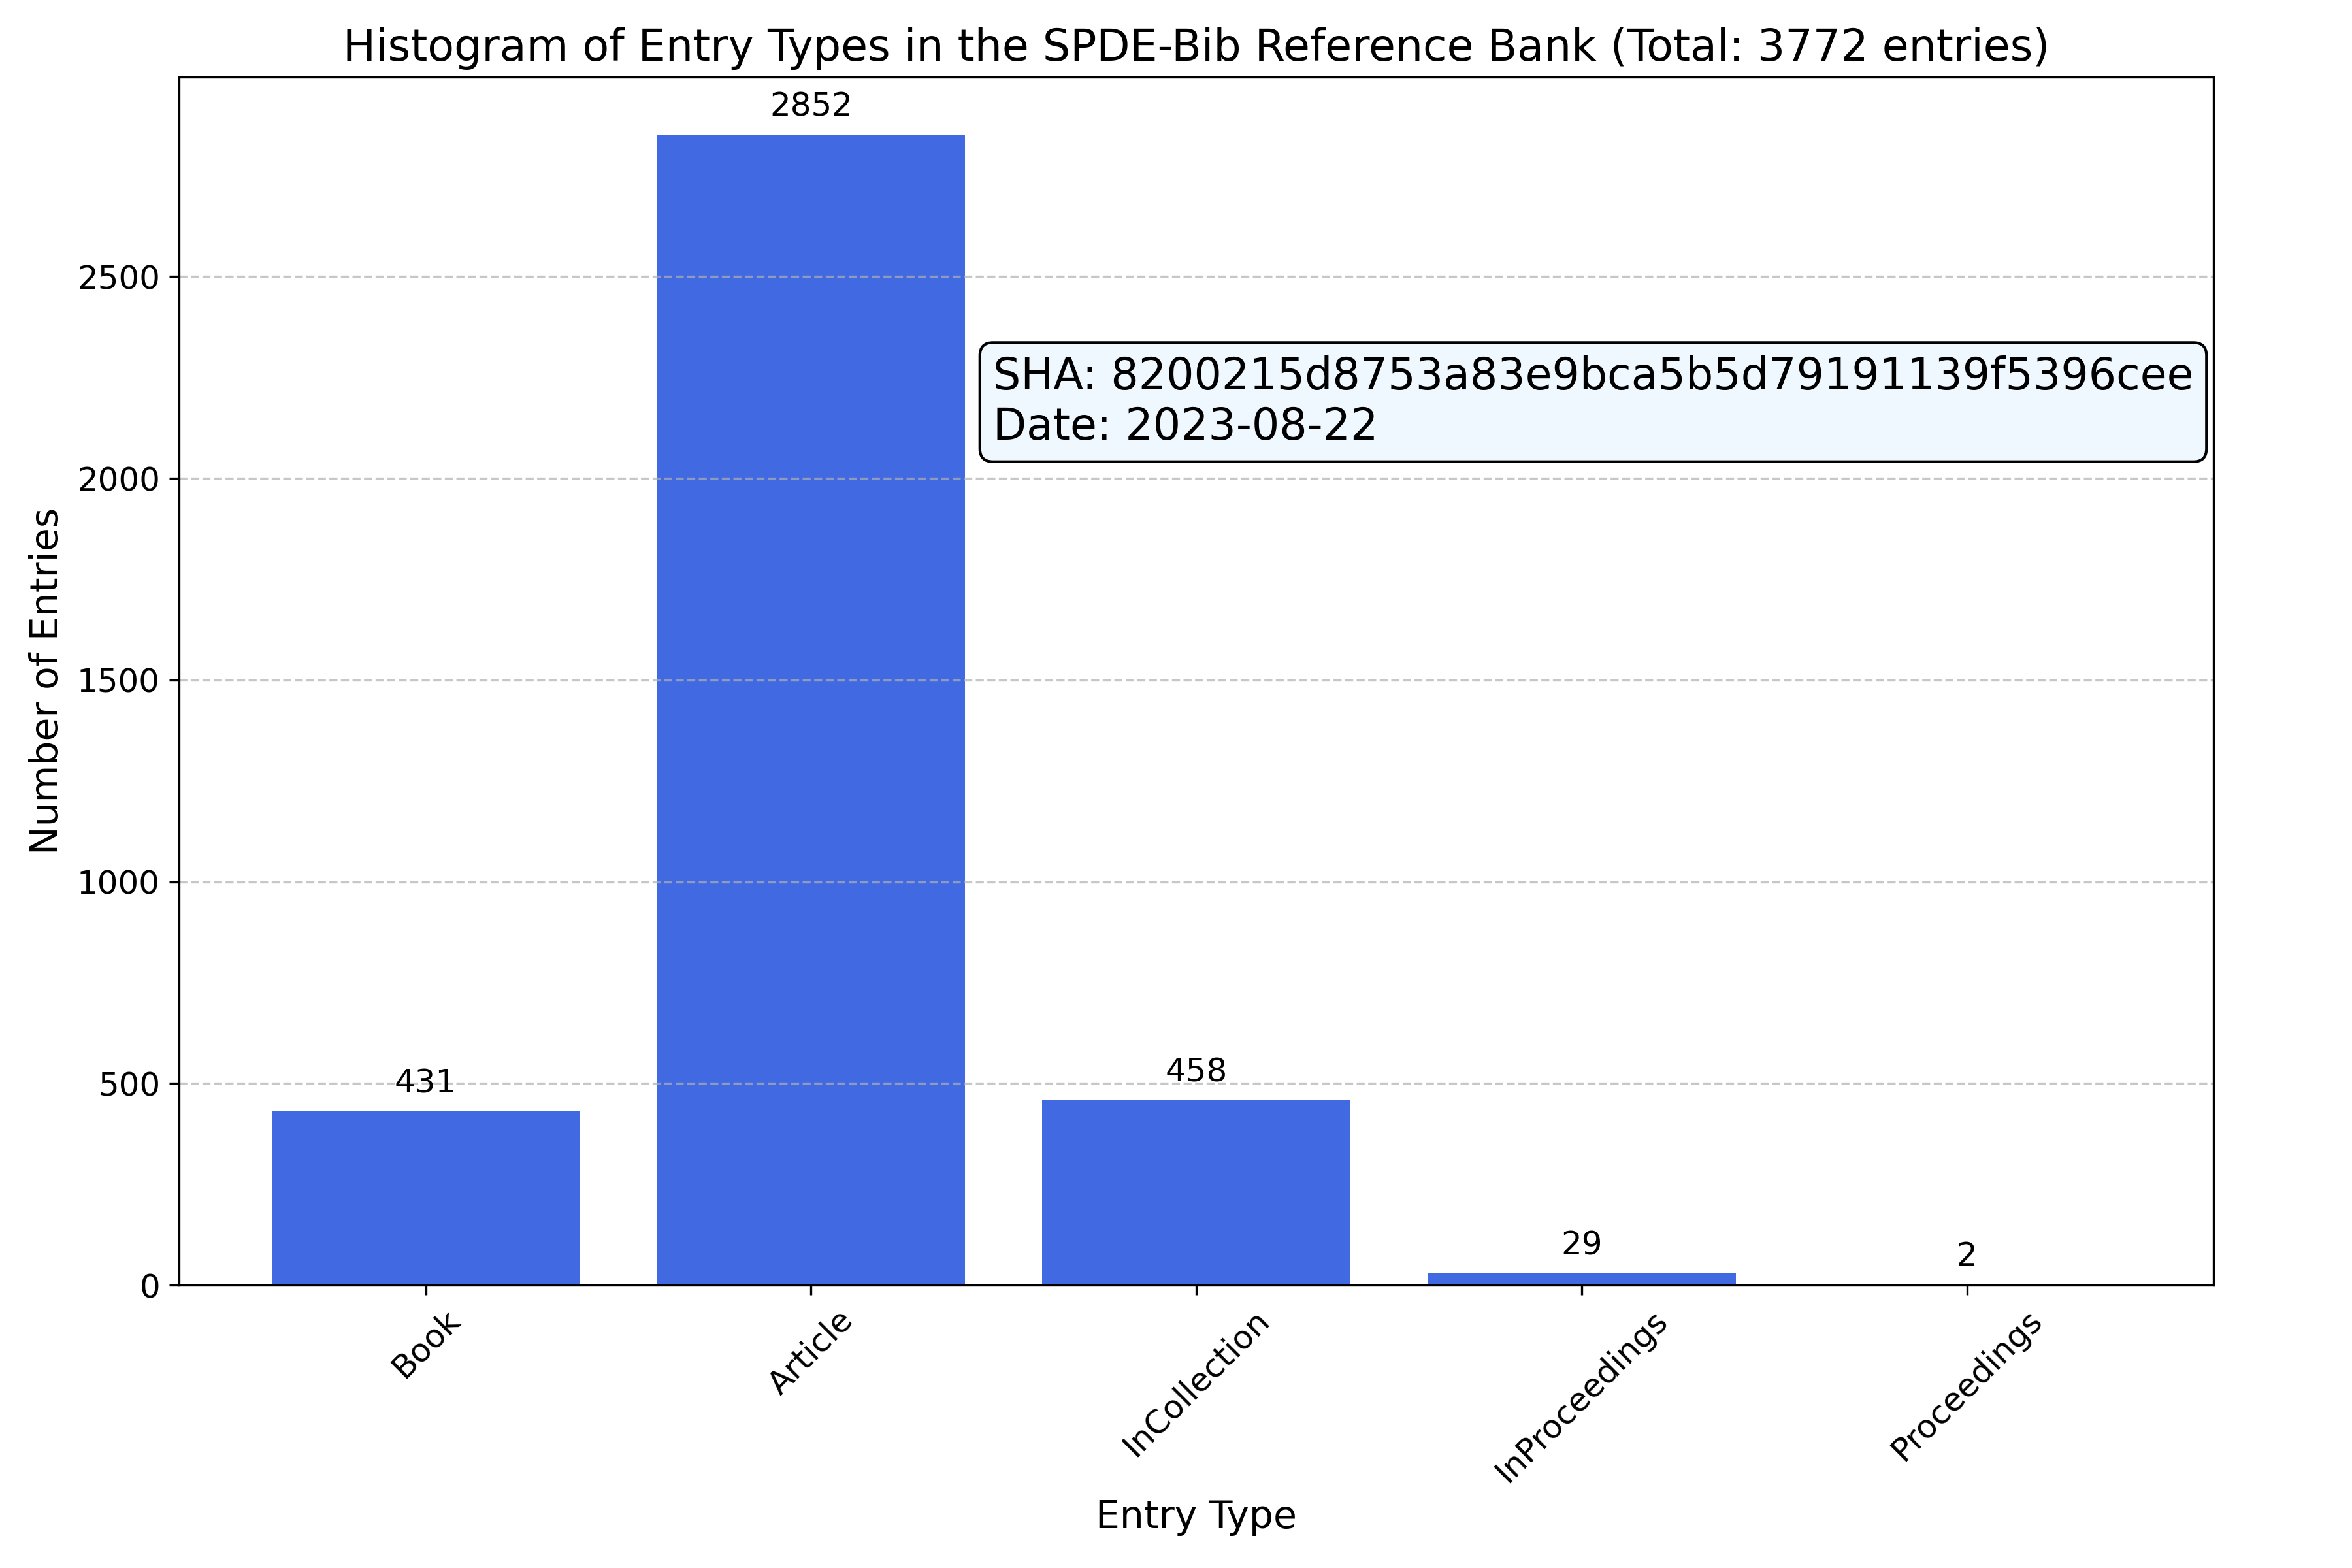 Histogram of Entry Types in the SPDE-Bib Reference Bank (Total: 3772 entries)
2852
2500
SHA: 8200215d8753a83e9bca5b5d79191139f5396cee
Date: 2023-08-22
2000
Number of Entries
1500
1000
500
431
458
29
2
0
Book
Article
InCollection
InProceedings
Proceedings
Entry Type